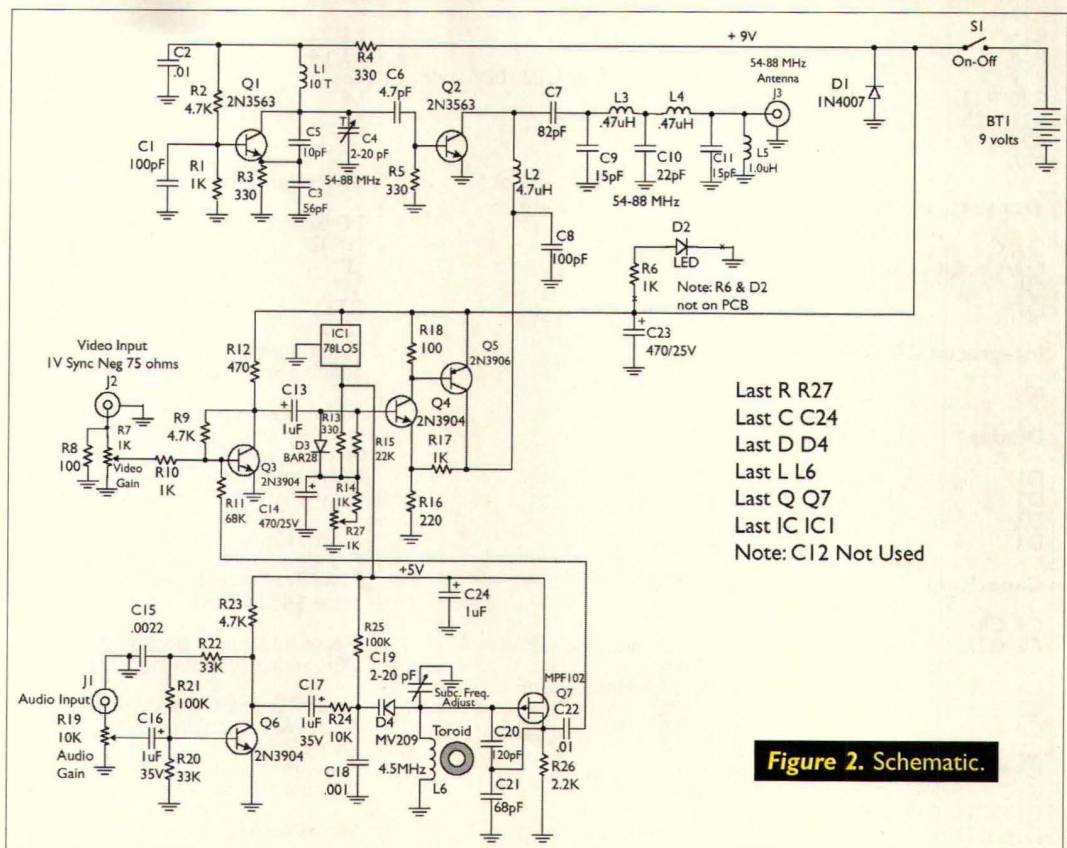 + 9V
S1
On-Off
C2
.01
R2
4.7K
Q1
2N3563
L1
10 T
R4
330
C6
4.7pF
Q2
2N3563
C7
82pF
L3
.47uH
L4
.47uH
54-88 MHz
Antenna
J3
D1
1N4007
BT1
9 volts
C1
100pF
R1
1K
R3
330
C5
10pF
C3
56pF
C4
2-20 pF
54-88 MHz
R5
330
L2
4.7uH
C9
15pF
C10
22pF
C11
15pF
L5
1.0uH
54-88 MHz
C8
100pF
D2
LED
R6
1K
Note: R6 & D2
not on PCB
C23
470/25V
Video Input
1V Sync Neg 75 ohms
J2
R12
470
IC1
78LO5
R18
100
Q5
2N3906
R9
4.7K
C13
1uF
R13
330
Q4
2N3904
R8
100
R7
1K
Video
Gain
R10
1K
Q3
2N3904
D3
BAR28
R15
22K
R17
1K
R11
68K
C14
470/25V
R14
11K
R27
1K
R16
220
Last R R27
Last C C24
Last D D4
Last L L6
Last Q Q7
Last IC IC1
Note: C12 Not Used
+5V
C24
1uF
R23
4.7K
C15
.0022
R22
33K
R25
100K
C19
2-20 pF
Subc. Freq.
Adjust
MPF102
Q7
J1
Audio Input
R21
100K
C16
1uF
35V
R19
10K
Audio
Gain
R20
33K
Q6
2N3904
C17
1uF
35V
R24
10K
D4
MV209
Toroid
4.5MHz
L6
C18
.001
C20
120pF
C21
68pF
C22
.01
R26
2.2K
Figure 2. Schematic.